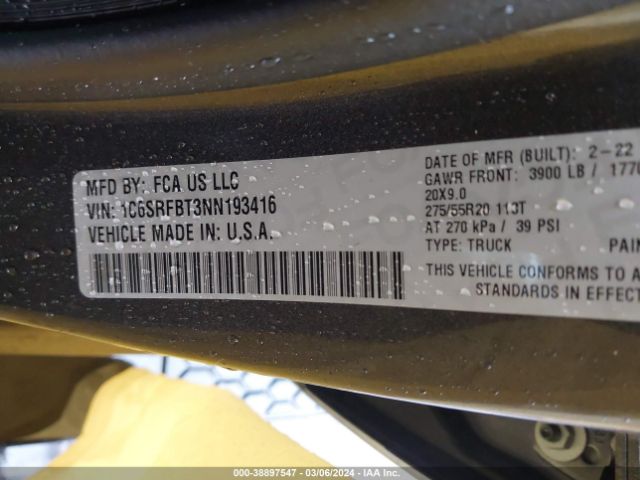 MFD BY: FCA US LLC
VIN: 1C6SRFBT3NN193416
VEHICLE MADE IN: U.S.A.
DATE OF MFR (BUILT): 2-22
GAWR FRONT: 3900 LB / 1770
20X9.0
275/55R20 113T
AT 270 kPa / 39 PSI
TYPE: TRUCK PAIN
THIS VEHICLE CONFORMS TO A
STANDARDS IN EFFECT
000-38897547 / 03/06/2024 - IAA Inc.